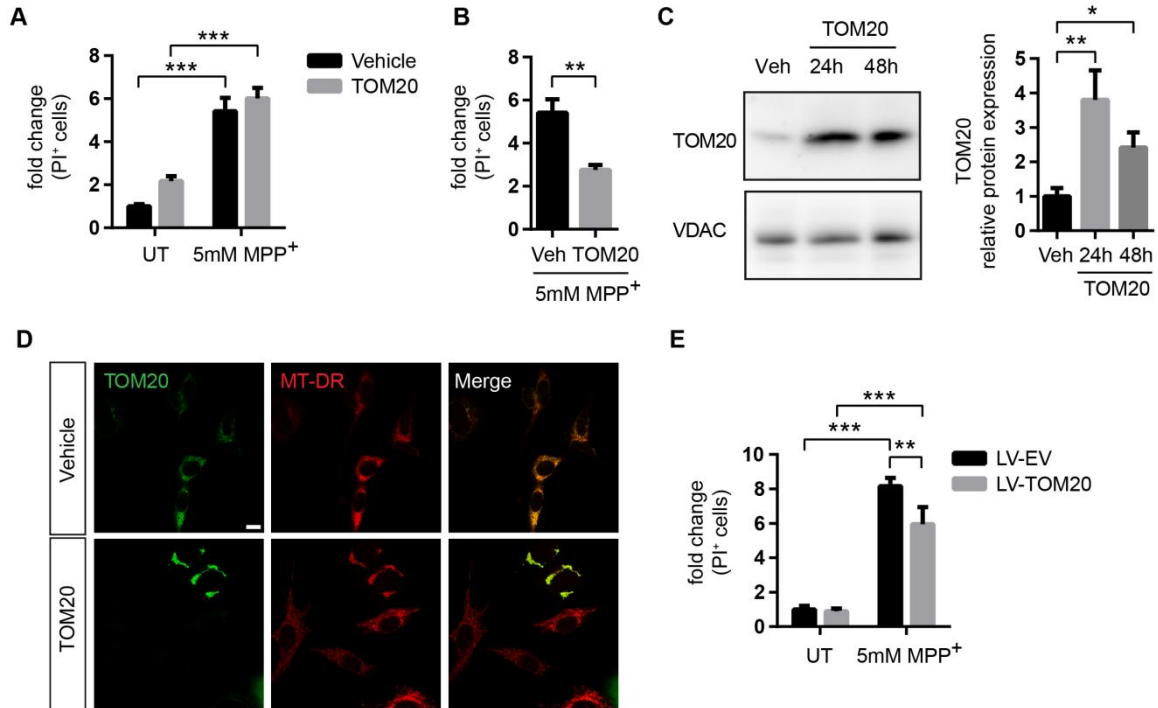 A
fold change
(PI+ cells)
8
6
4
2
0
***
***
Vehicle
TOM20
UT
5mM MPP+
B
fold change
(PI+ cells)
8
6
4
2
0
**
Veh TOM20
5mM MPP+
C
TOM20
Veh 24h 48h
TOM20
VDAC
TOM20
relative protein expression
5
4
3
2
1
0
*
**
Veh 24h 48h
TOM20
D
Vehicle
TOM20
TOM20
MT-DR
Merge
E
fold change
(PI+ cells)
10
8
6
4
2
0
***
***
**
LV-EV
LV-TOM20
UT
5mM MPP+